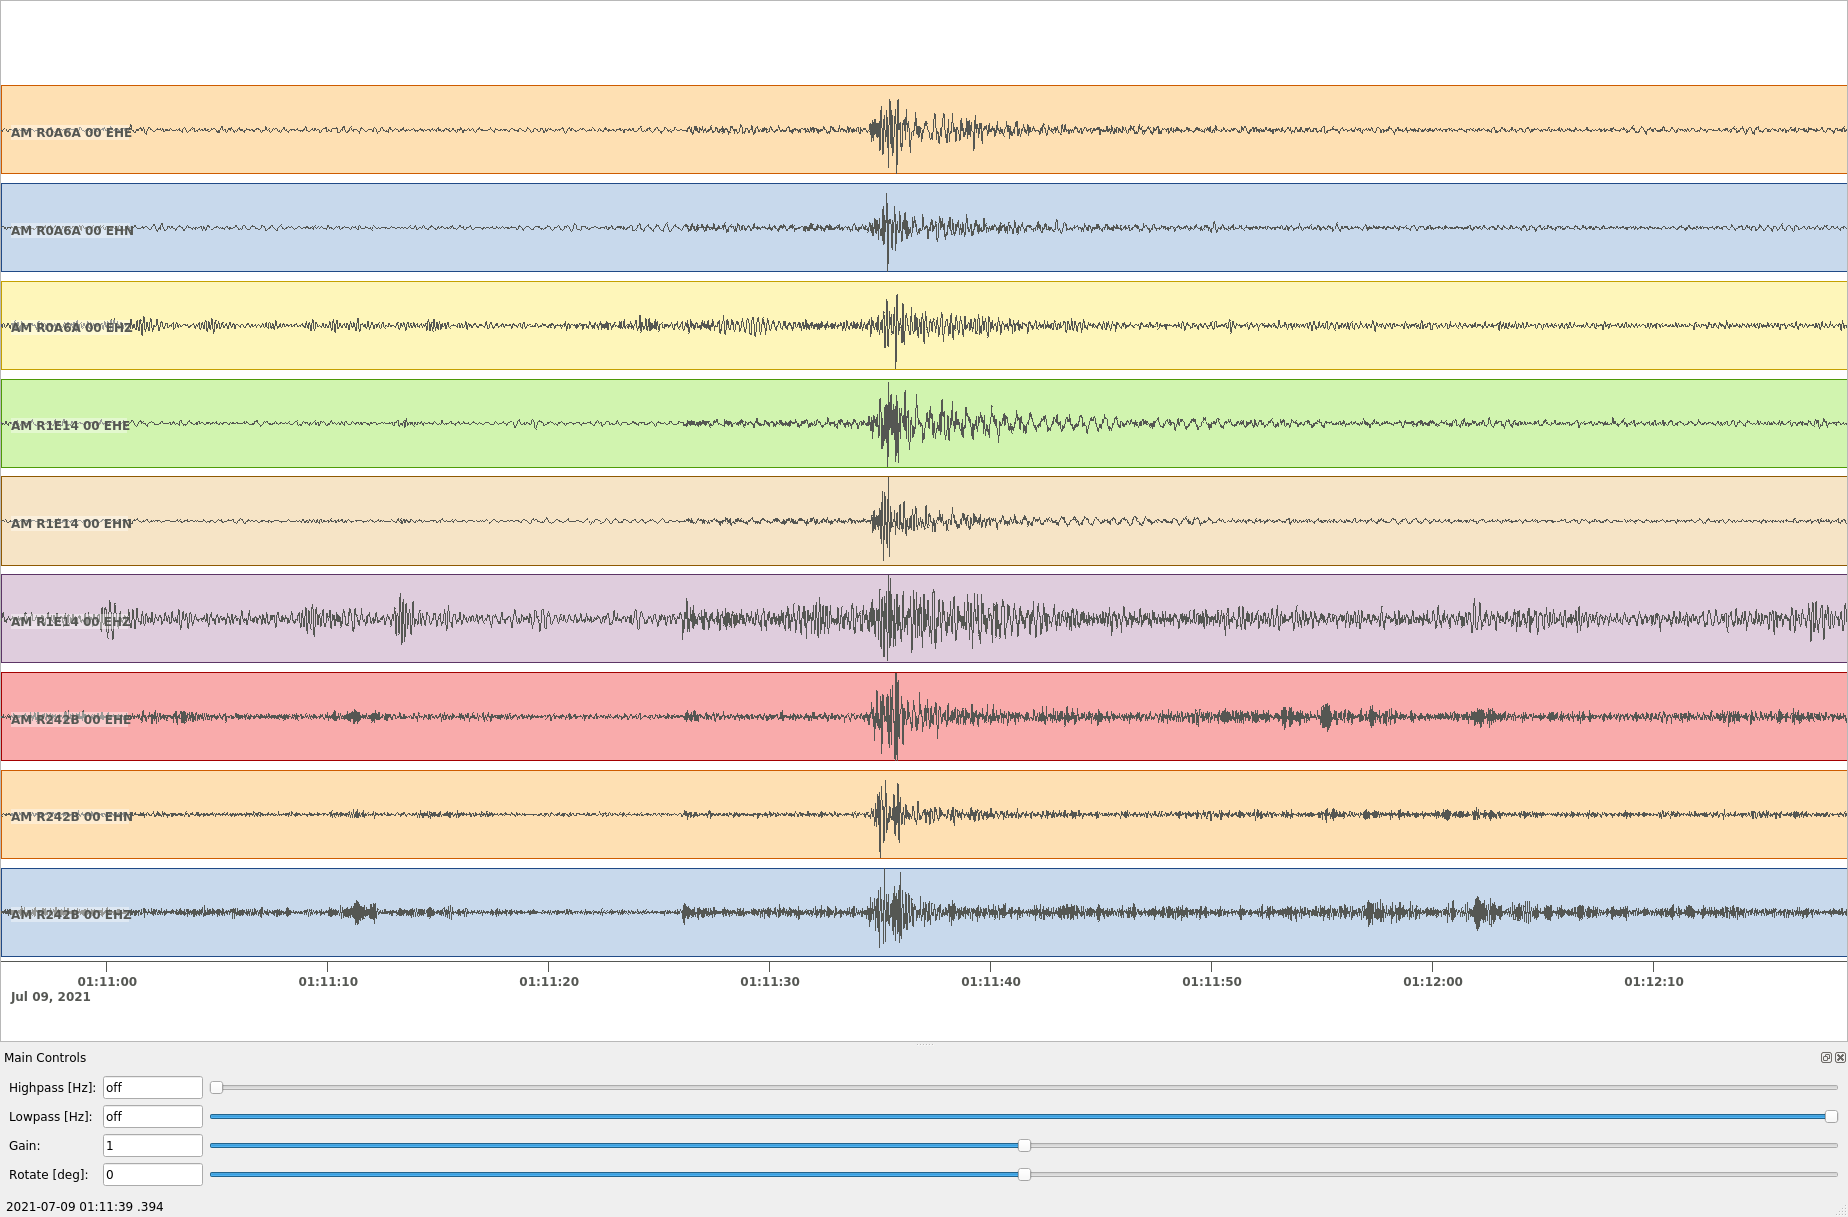 AM R0A6A 00 EHE
AM R0A6A 00 EHN
AM R0A6A 00 EHZ
AM R1E14 00 EHE
AM R1E14 00 EHN
AM R1E14 00 EHZ
AM R242B 00 EHE
AM R242B 00 EHN
AM R242B 00 EHZ
01:11:00 01:11:10 01:11:20 01:11:30 01:11:40 01:11:50 01:12:00 01:12:10
Jul 09, 2021
Main Controls
Highpass [Hz]: off
Lowpass [Hz]: off
Gain: 1
Rotate [deg]: 0
2021-07-09 01:11:39 .394